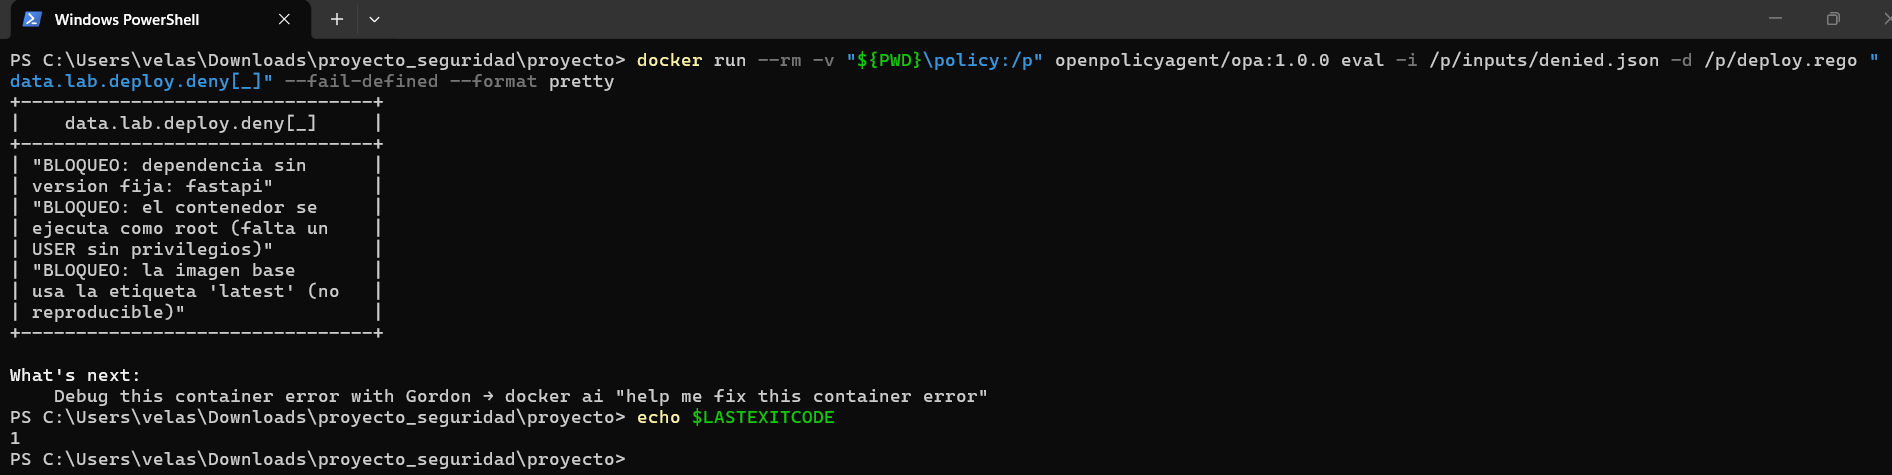 Windows PowerShell
PS C:\Users\velas\Downloads\proyecto_seguridad\proyecto> docker run --rm -v "${PWD}\policy:/p" openpolicyagent/opa:1.0.0 eval -i /p/inputs/denied.json -d /p/deploy.rego "
data.lab.deploy.deny[_]" --fail-defined --format pretty
+--------------------------------+
|    data.lab.deploy.deny[_]     |
+--------------------------------+
| "BLOQUEO: dependencia sin      |
| version fija: fastapi"         |
| "BLOQUEO: el contenedor se     |
| ejecuta como root (falta un    |
| USER sin privilegios)"         |
| "BLOQUEO: la imagen base       |
| usa la etiqueta 'latest' (no   |
| reproducible)"                 |
+--------------------------------+
What's next:
    Debug this container error with Gordon → docker ai "help me fix this container error"
PS C:\Users\velas\Downloads\proyecto_seguridad\proyecto> echo $LASTEXITCODE
1
PS C:\Users\velas\Downloads\proyecto_seguridad\proyecto>